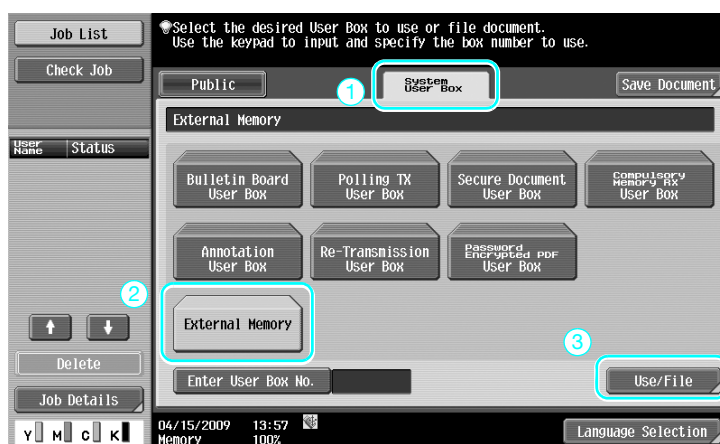 Job List
Check Job
User Name
Status
Delete
Job Details
Y M C K
Select the desired User Box to use or file document.
Use the keypad to input and specify the box number to use.
Public
1
System
User Box
Save Document
External Memory
Bulletin Board
User Box
Polling TX
User Box
Secure Document
User Box
Compulsory
Memory RX
User Box
Annotation
User Box
Re-Transmission
User Box
Password
Encrypted PDF
User Box
2
External Memory
3
Enter User Box No.
Use/File
04/15/2009 13:57
Memory 100%
Language Selection